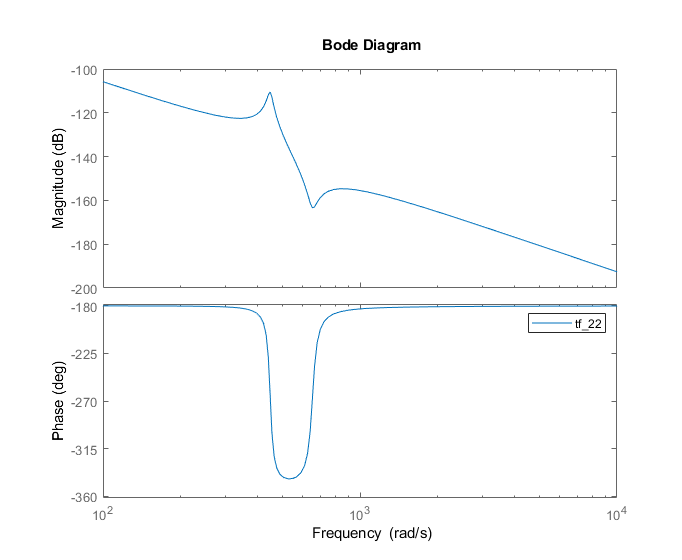 Bode Diagram
-100
-120
-140
-160
-180
-200
Magnitude (dB)
-180
-225
-270
-315
-360
Phase (deg)
tf_22
10^2
10^3
10^4
Frequency (rad/s)